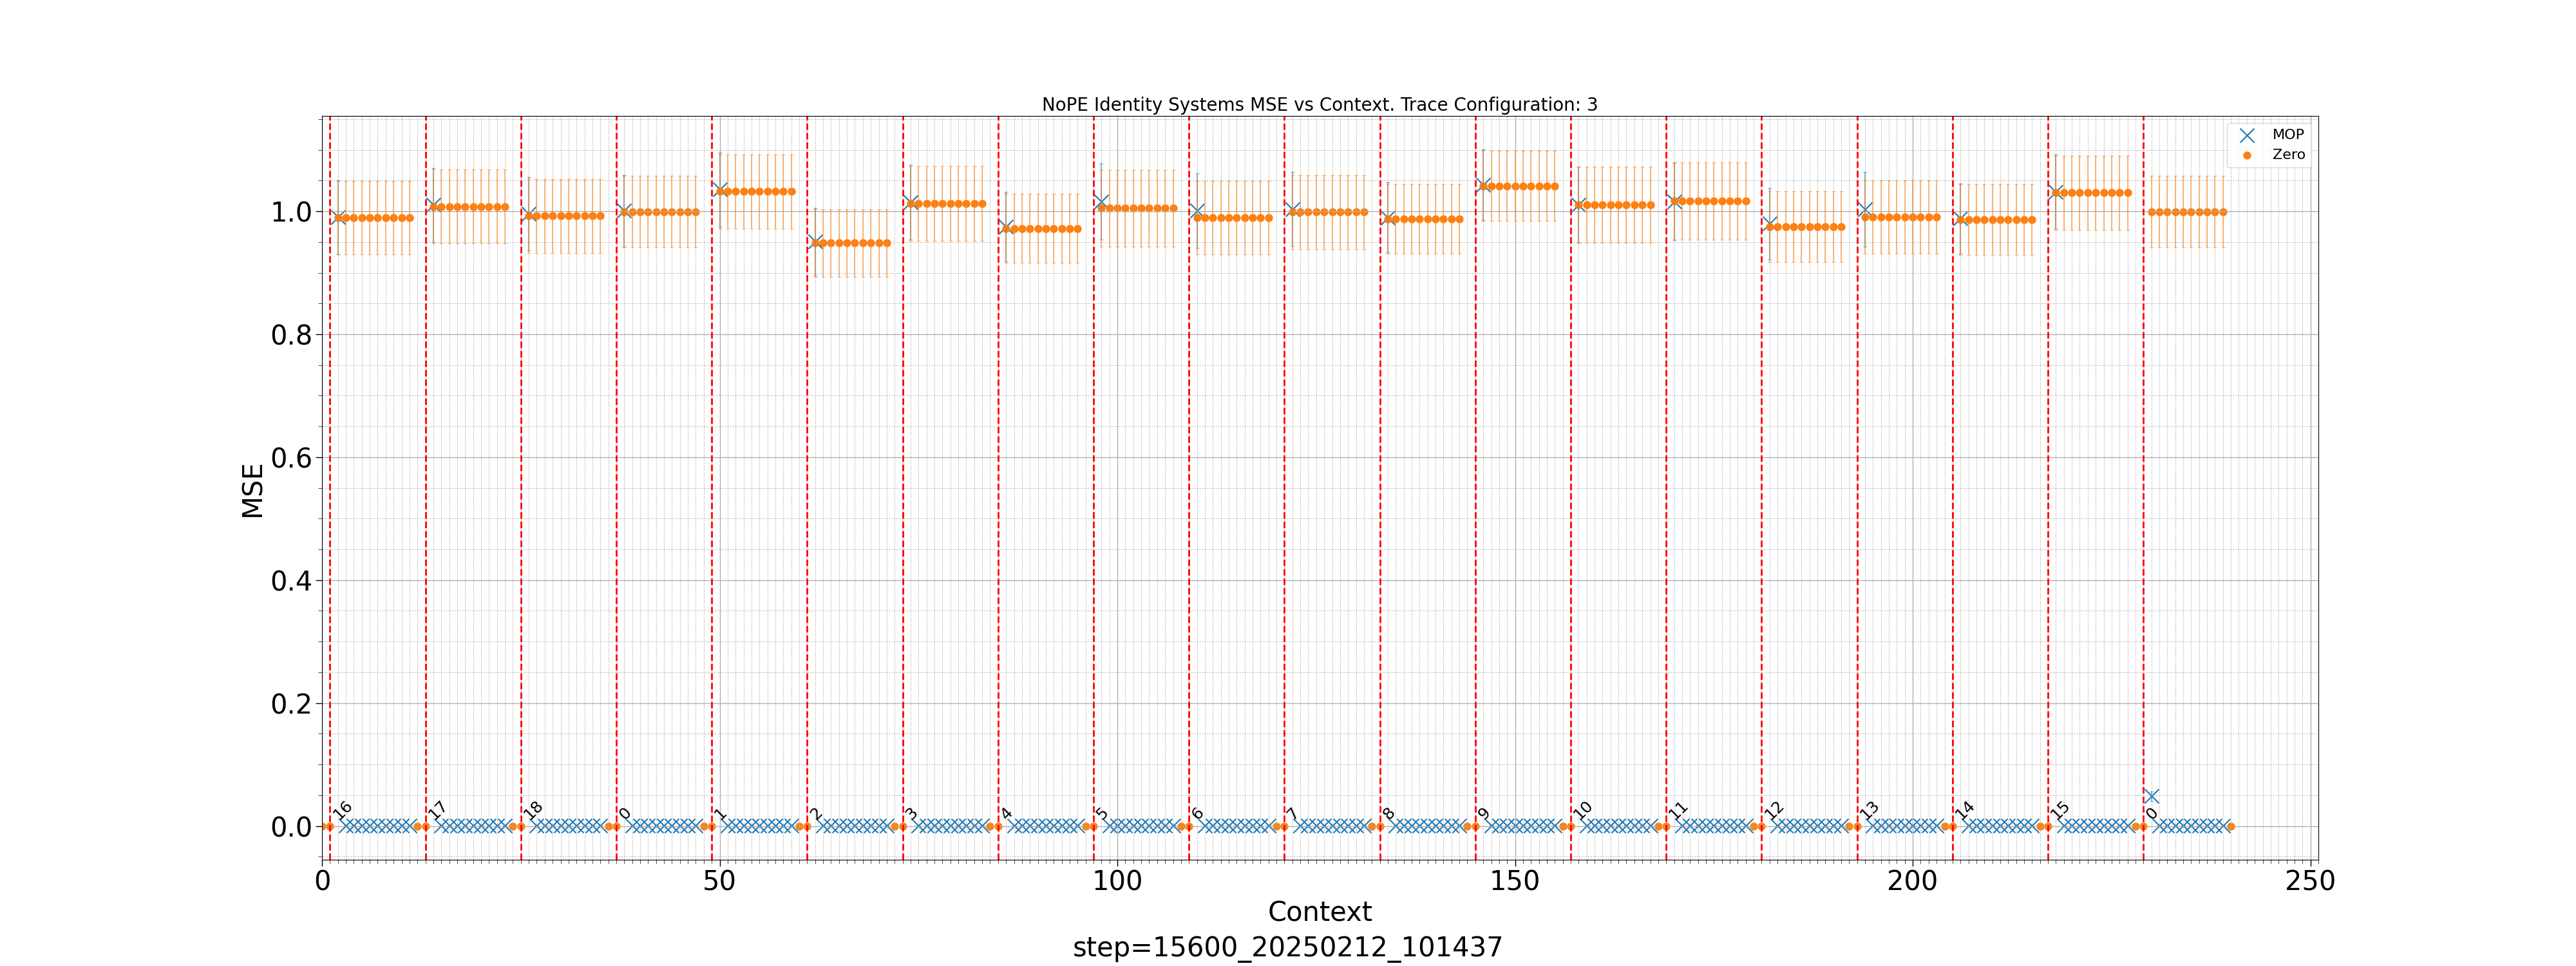 NoPE Identity Systems MSE vs Context. Trace Configuration: 3
MOP
Zero
MSE
1.0
0.8
0.6
0.4
0.2
0.0
16 17 18 0 1 2 3 4 5 6 7 8 9 10 11 12 13 14 15 0
0 50 100 150 200 250
Context
step=15600_20250212_101437